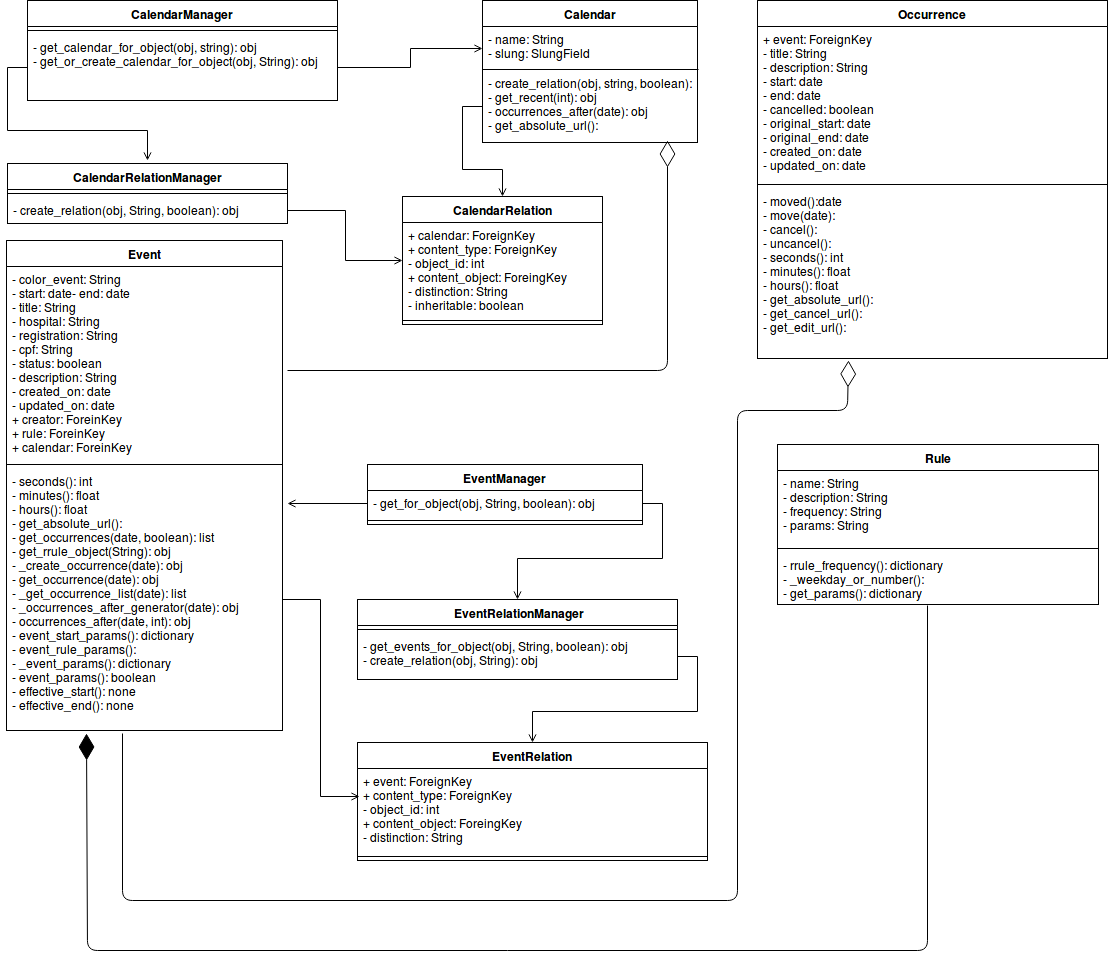 CalendarManager
- get_calendar_for_object(obj, string): obj
- get_or_create_calendar_for_object(obj, String): obj
Calendar
- name: String
- slung: SlungField
- create_relation(obj, string, boolean):
- get_recent(int): obj
- occurrences_after(date): obj
- get_absolute_url():
Occurrence
+ event: ForeignKey
- title: String
- description: String
- start: date
- end: date
- cancelled: boolean
- original_start: date
- original_end: date
- created_on: date
- updated_on: date
- moved():date
- move(date):
- cancel():
- uncancel():
- seconds(): int
- minutes(): float
- hours(): float
- get_absolute_url():
- get_cancel_url():
- get_edit_url():
CalendarRelationManager
- create_relation(obj, String, boolean): obj
CalendarRelation
+ calendar: ForeignKey
+ content_type: ForeignKey
- object_id: int
+ content_object: ForeingKey
- distinction: String
- inheritable: boolean
Event
- color_event: String
- start: date- end: date
- title: String
- hospital: String
- registration: String
- cpf: String
- status: boolean
- description: String
- created_on: date
- updated_on: date
+ creator: ForeinKey
+ rule: ForeinKey
+ calendar: ForeinKey
- seconds(): int
- minutes(): float
- hours(): float
- get_absolute_url():
- get_occurrences(date, boolean): list
- get_rrule_object(String): obj
- _create_occurrence(date): obj
- get_occurrence(date): obj
- _get_occurrence_list(date): list
- _occurrences_after_generator(date): obj
- occurrences_after(date, int): obj
- event_start_params(): dictionary
- event_rule_params():
- _event_params(): dictionary
- event_params(): boolean
- effective_start(): none
- effective_end(): none
EventManager
- get_for_object(obj, String, boolean): obj
Rule
- name: String
- description: String
- frequency: String
- params: String
- rrule_frequency(): dictionary
- _weekday_or_number():
- get_params(): dictionary
EventRelationManager
- get_events_for_object(obj, String, boolean): obj
- create_relation(obj, String): obj
EventRelation
+ event: ForeignKey
+ content_type: ForeignKey
- object_id: int
+ content_object: ForeingKey
- distinction: String